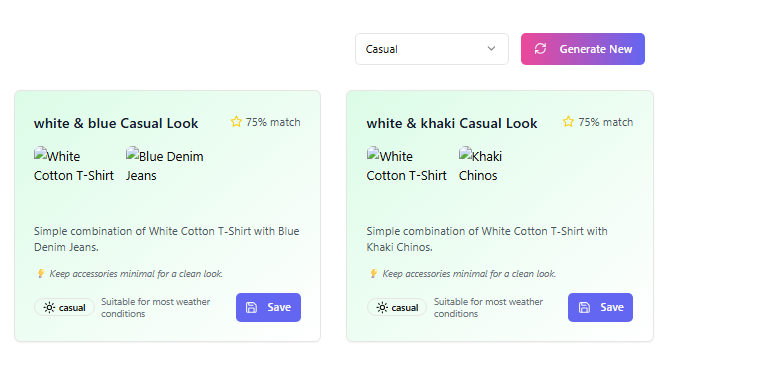 Casual
Generate New
white & blue Casual Look
75% match
White
Cotton T-Shirt
Blue Denim
Jeans
Simple combination of White Cotton T-Shirt with Blue
Denim Jeans.
Keep accessories minimal for a clean look.
casual
Suitable for most weather
conditions
Save
white & khaki Casual Look
75% match
White
Cotton T-Shirt
Khaki
Chinos
Simple combination of White Cotton T-Shirt with
Khaki Chinos.
Keep accessories minimal for a clean look.
casual
Suitable for most weather
conditions
Save